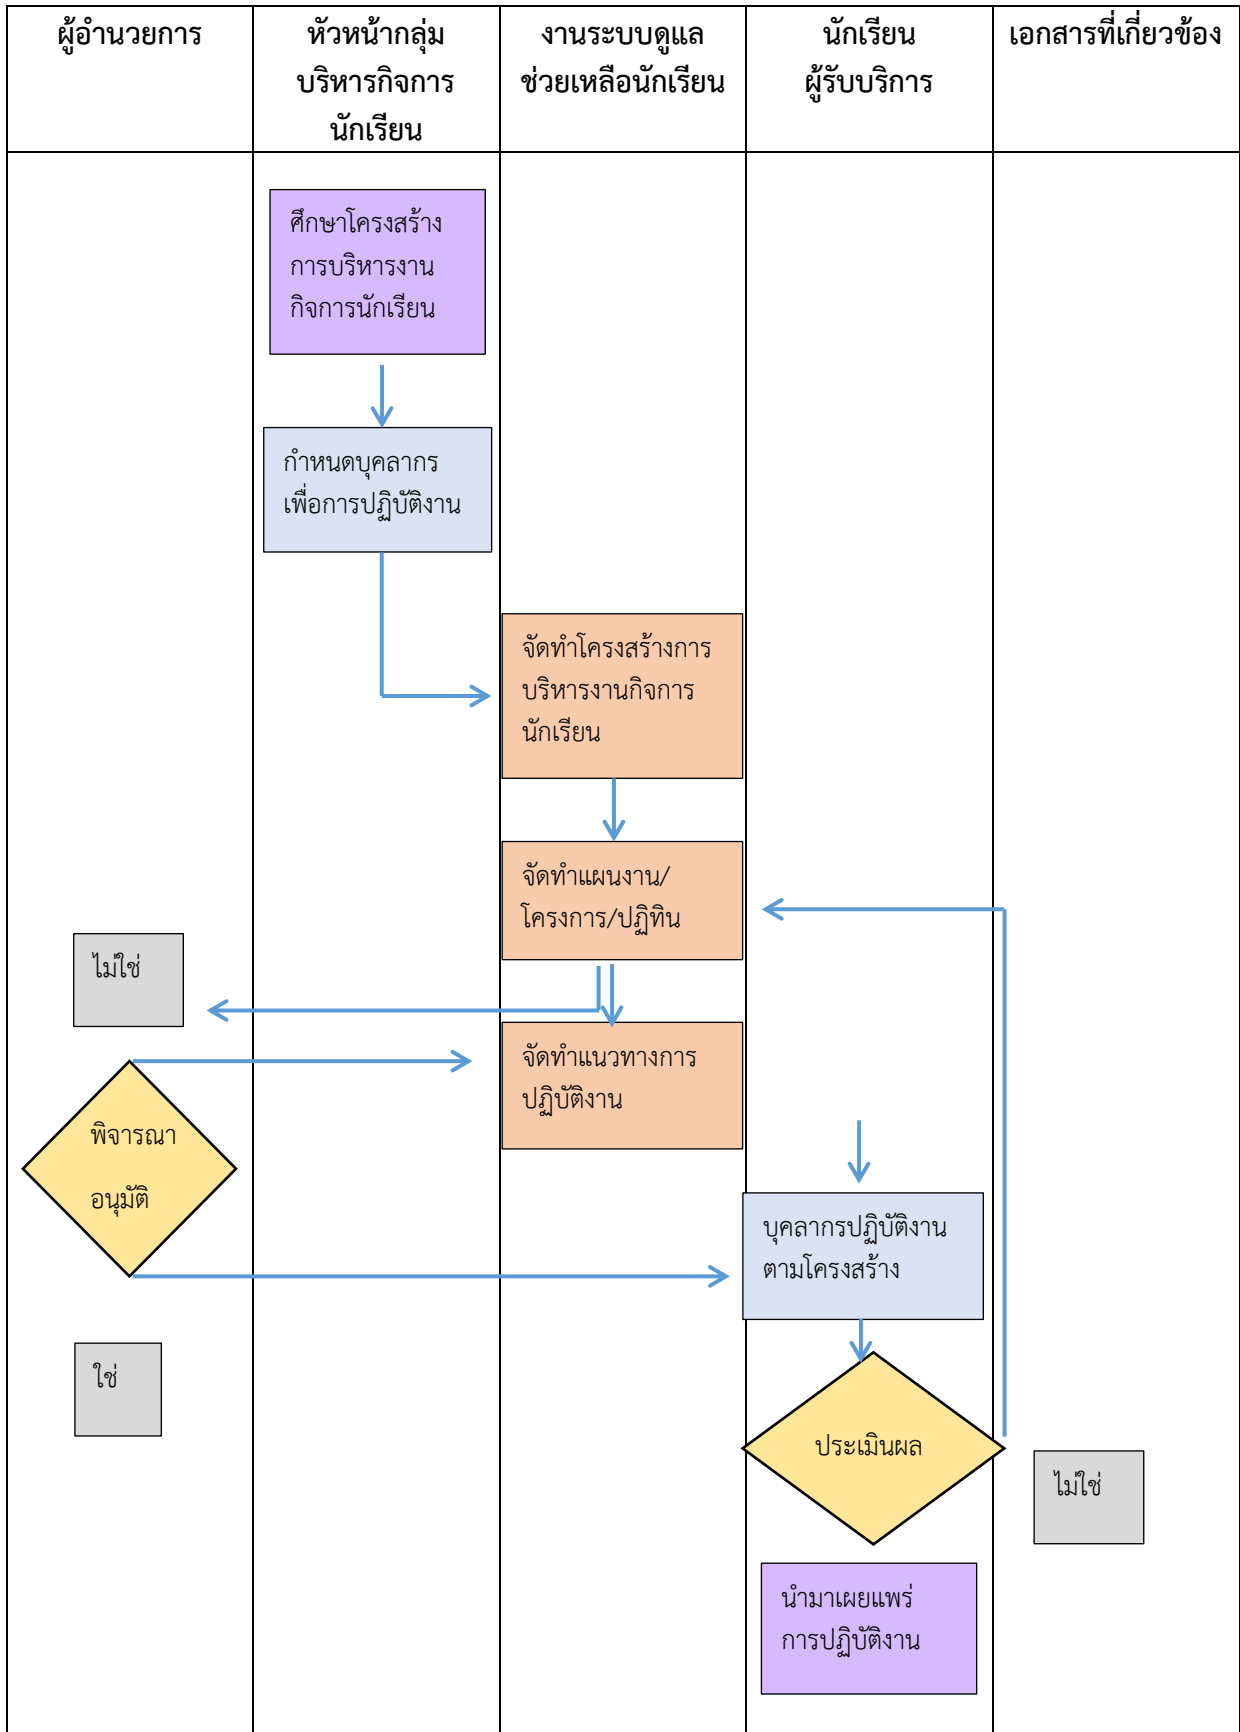 ผู้อำนวยการ
หัวหน้ากลุ่ม
บริหารกิจการ
นักเรียน
งานระบบดูแล
ช่วยเหลือนักเรียน
นักเรียน
ผู้รับบริการ
เอกสารที่เกี่ยวข้อง
ศึกษาโครงสร้าง
การบริหารงาน
กิจการนักเรียน
กำหนดบุคลากร
เพื่อการปฏิบัติงาน
จัดทำโครงสร้างการ
บริหารงานกิจการ
นักเรียน
จัดทำแผนงาน/
โครงการ/ปฏิทิน
ไม่ใช่
จัดทำแนวทางการ
ปฏิบัติงาน
พิจารณา
อนุมัติ
บุคลากรปฏิบัติงาน
ตามโครงสร้าง
ใช่
ประเมินผล
ไม่ใช่
นำมาเผยแพร่
การปฏิบัติงาน